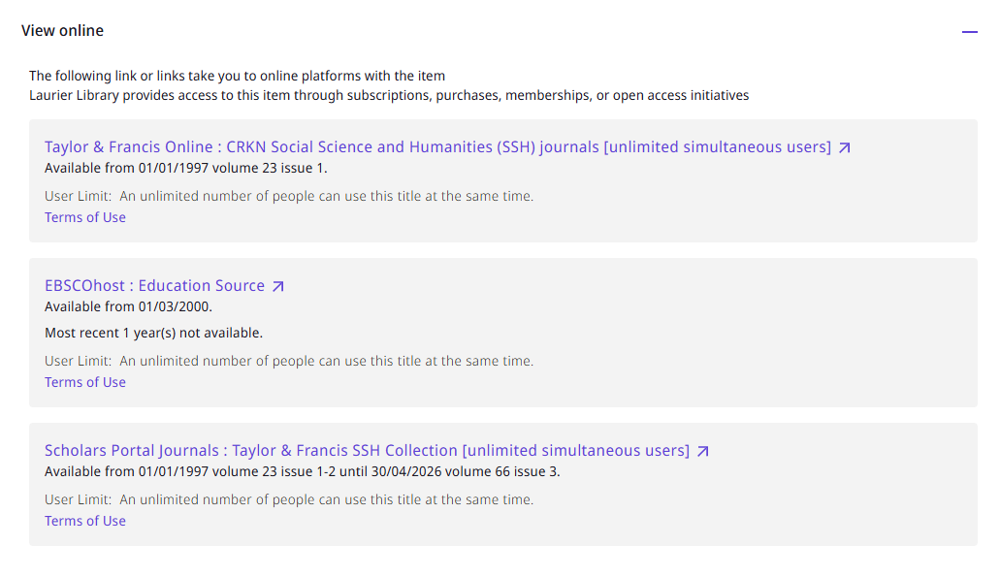 View online
The following link or links take you to online platforms with the item
Laurier Library provides access to this item through subscriptions, purchases, memberships, or open access initiatives
Taylor & Francis Online : CRKN Social Science and Humanities (SSH) journals [unlimited simultaneous users]
Available from 01/01/1997 volume 23 issue 1.
User Limit: An unlimited number of people can use this title at the same time.
Terms of Use
EBSCOhost : Education Source
Available from 01/03/2000.
Most recent 1 year(s) not available.
User Limit: An unlimited number of people can use this title at the same time.
Terms of Use
Scholars Portal Journals : Taylor & Francis SSH Collection [unlimited simultaneous users]
Available from 01/01/1997 volume 23 issue 1-2 until 30/04/2026 volume 66 issue 3.
User Limit: An unlimited number of people can use this title at the same time.
Terms of Use